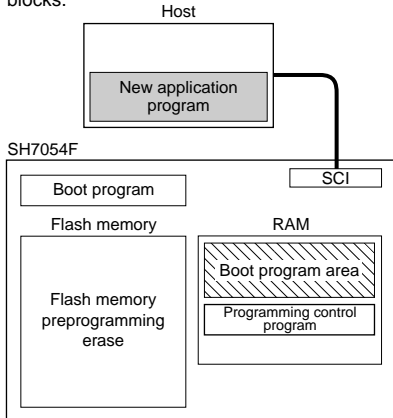 blocks.
Host
New application
program
SH7054F
SCI
Boot program
Flash memory
RAM
Boot program area
Flash memory
preprogramming
erase
Programming control
program